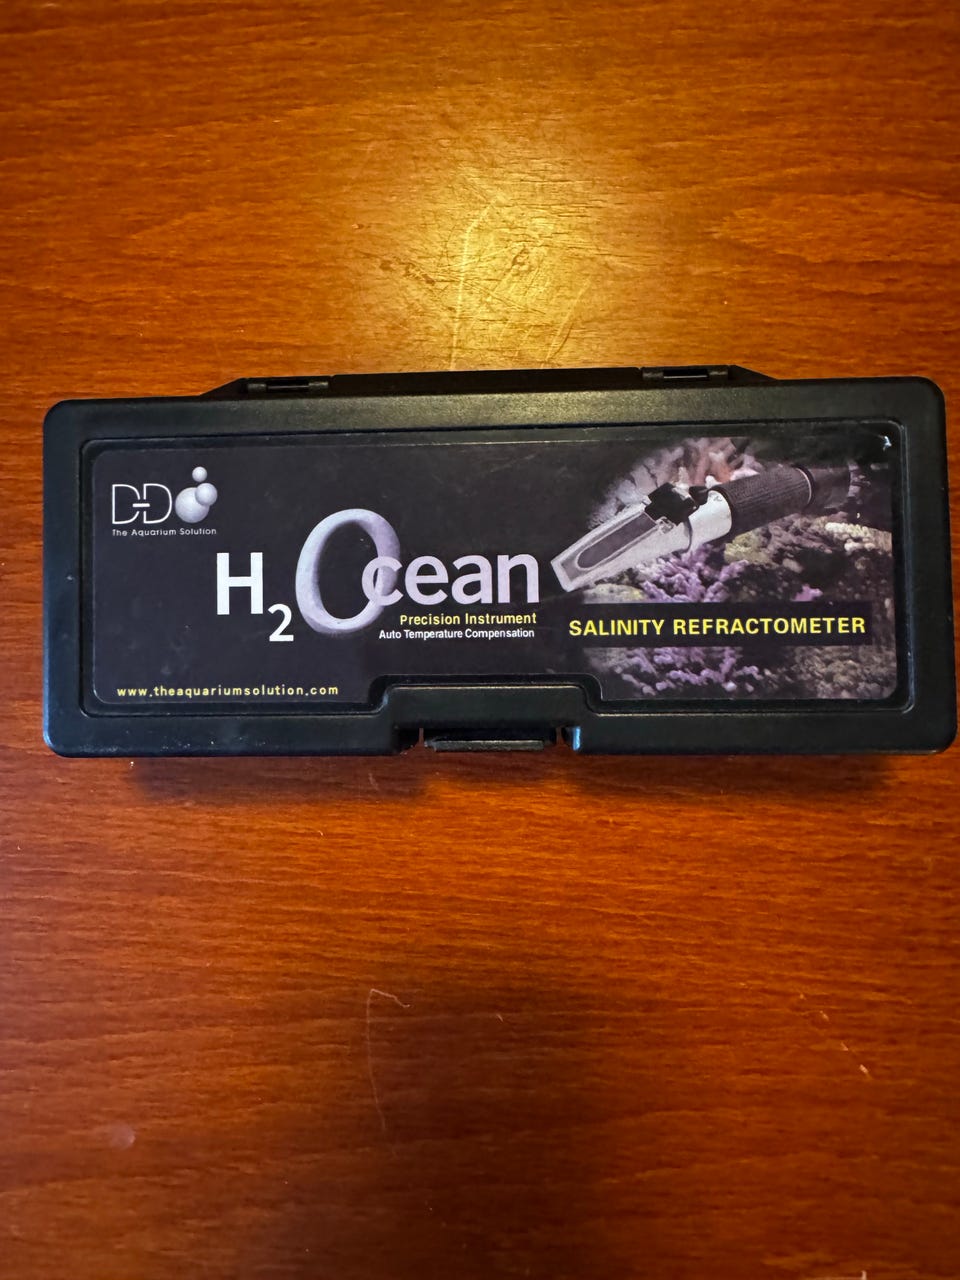 D-D
The Aquarium Solution
H2Ocean
Precision Instrument
Auto Temperature Compensation
SALINITY REFRACTOMETER
www.theaquariumsolution.com